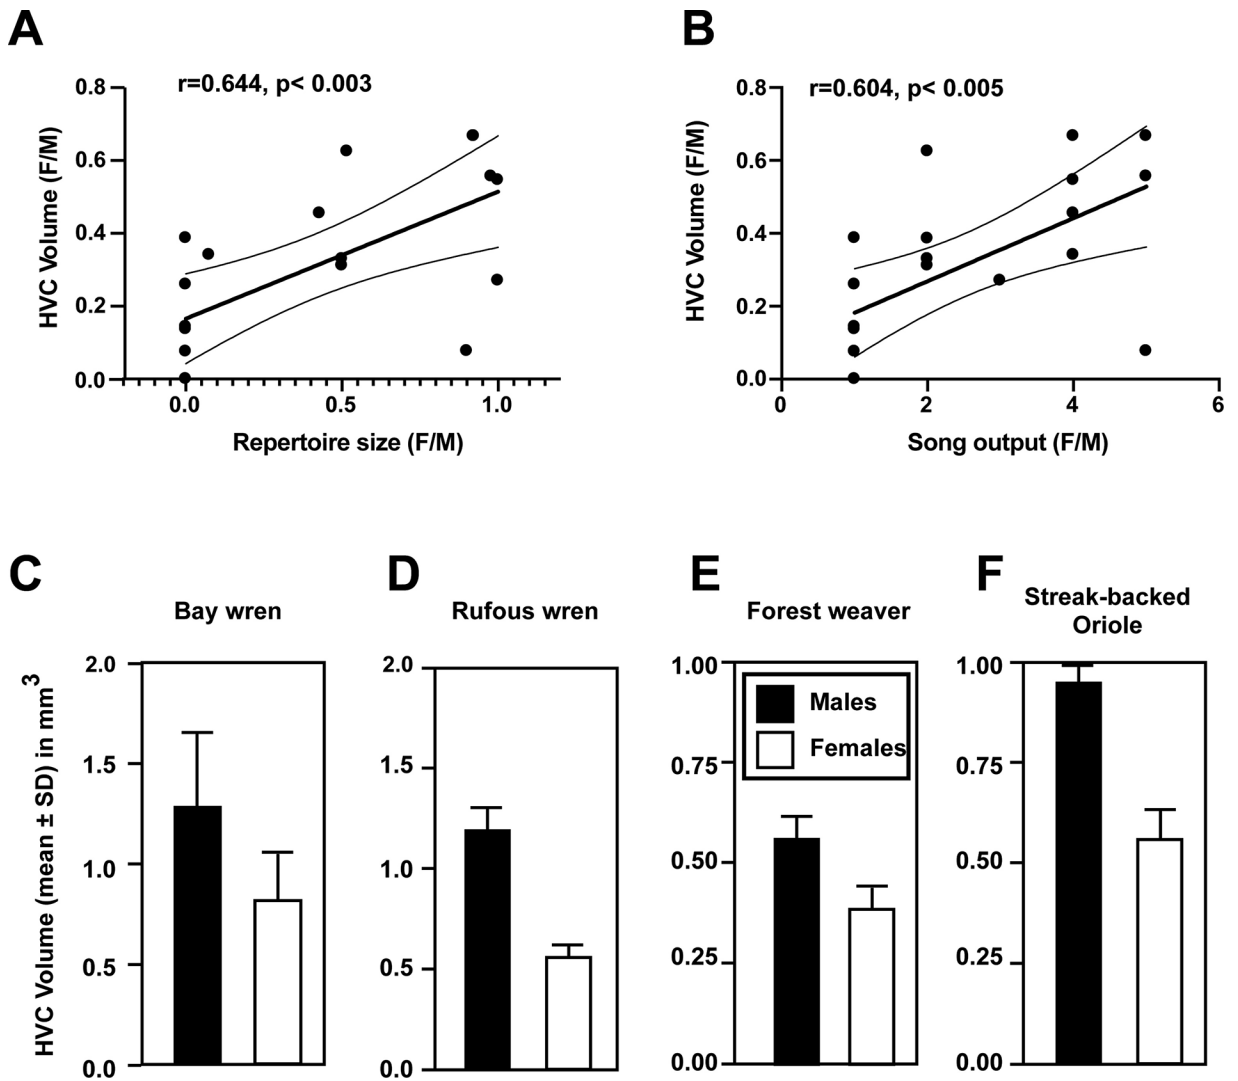 A
B
r=0.644, p< 0.003
r=0.604, p< 0.005
HVC Volume (F/M)
0.8
0.6
0.4
0.2
0.0
0.0 0.5 1.0
Repertoire size (F/M)
HVC Volume (F/M)
0.8
0.6
0.4
0.2
0.0
0 2 4 6
Song output (F/M)
C
D
E
F
Bay wren
Rufous wren
Forest weaver
Streak-backed
Oriole
HVC Volume (mean ± SD) in mm3
2.0
1.5
1.0
0.5
0.0
2.0
1.5
1.0
0.5
0.0
1.00
0.75
0.50
0.25
0.00
Males
Females
1.00
0.75
0.50
0.25
0.00